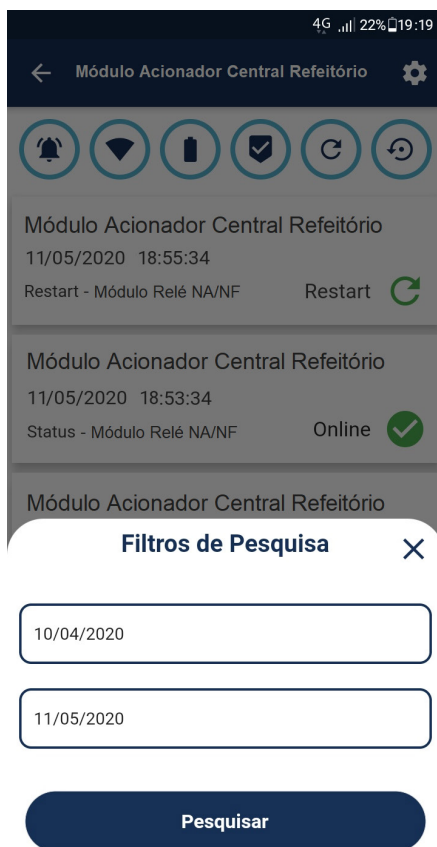 4G 22% 19:19
Módulo Acionador Central Refeitório
Módulo Acionador Central Refeitório
11/05/2020 18:55:34
Restart - Módulo Relé NA/NF Restart
Módulo Acionador Central Refeitório
11/05/2020 18:53:34
Status - Módulo Relé NA/NF Online
Módulo Acionador Central Refeitório
Filtros de Pesquisa
10/04/2020
11/05/2020
Pesquisar